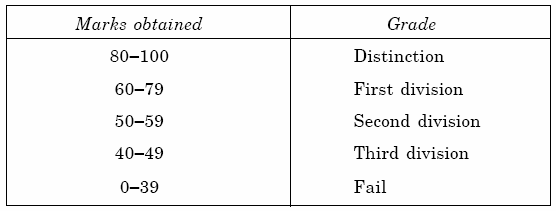 Marks obtained Grade
80–100 Distinction
60–79 First division
50–59 Second division
40–49 Third division
0–39 Fail